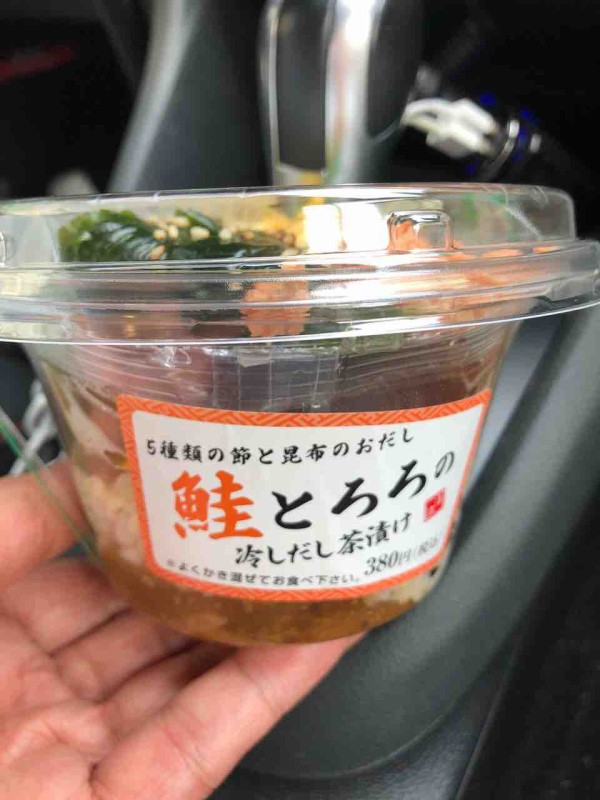 5種類の節と昆布のおだし
鮭とろろの
冷しだし茶漬け
380円(税込)
※よくかき混ぜてお食べ下さい。